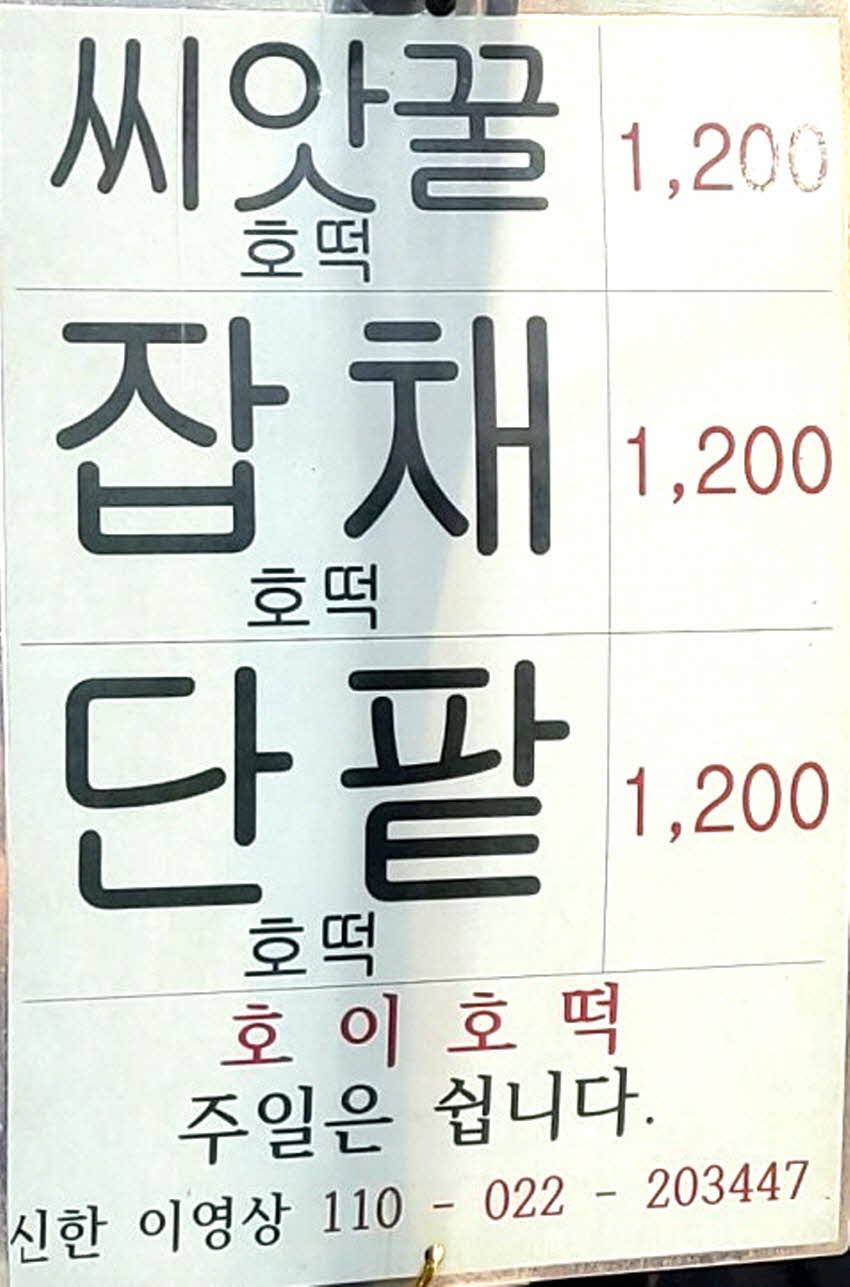 씨앗꿀 1,200
호떡
잡채 1,200
호떡
단팥 1,200
호떡
호이호떡
주일은 쉽니다.
신한 이영상 110 - 022 - 203447